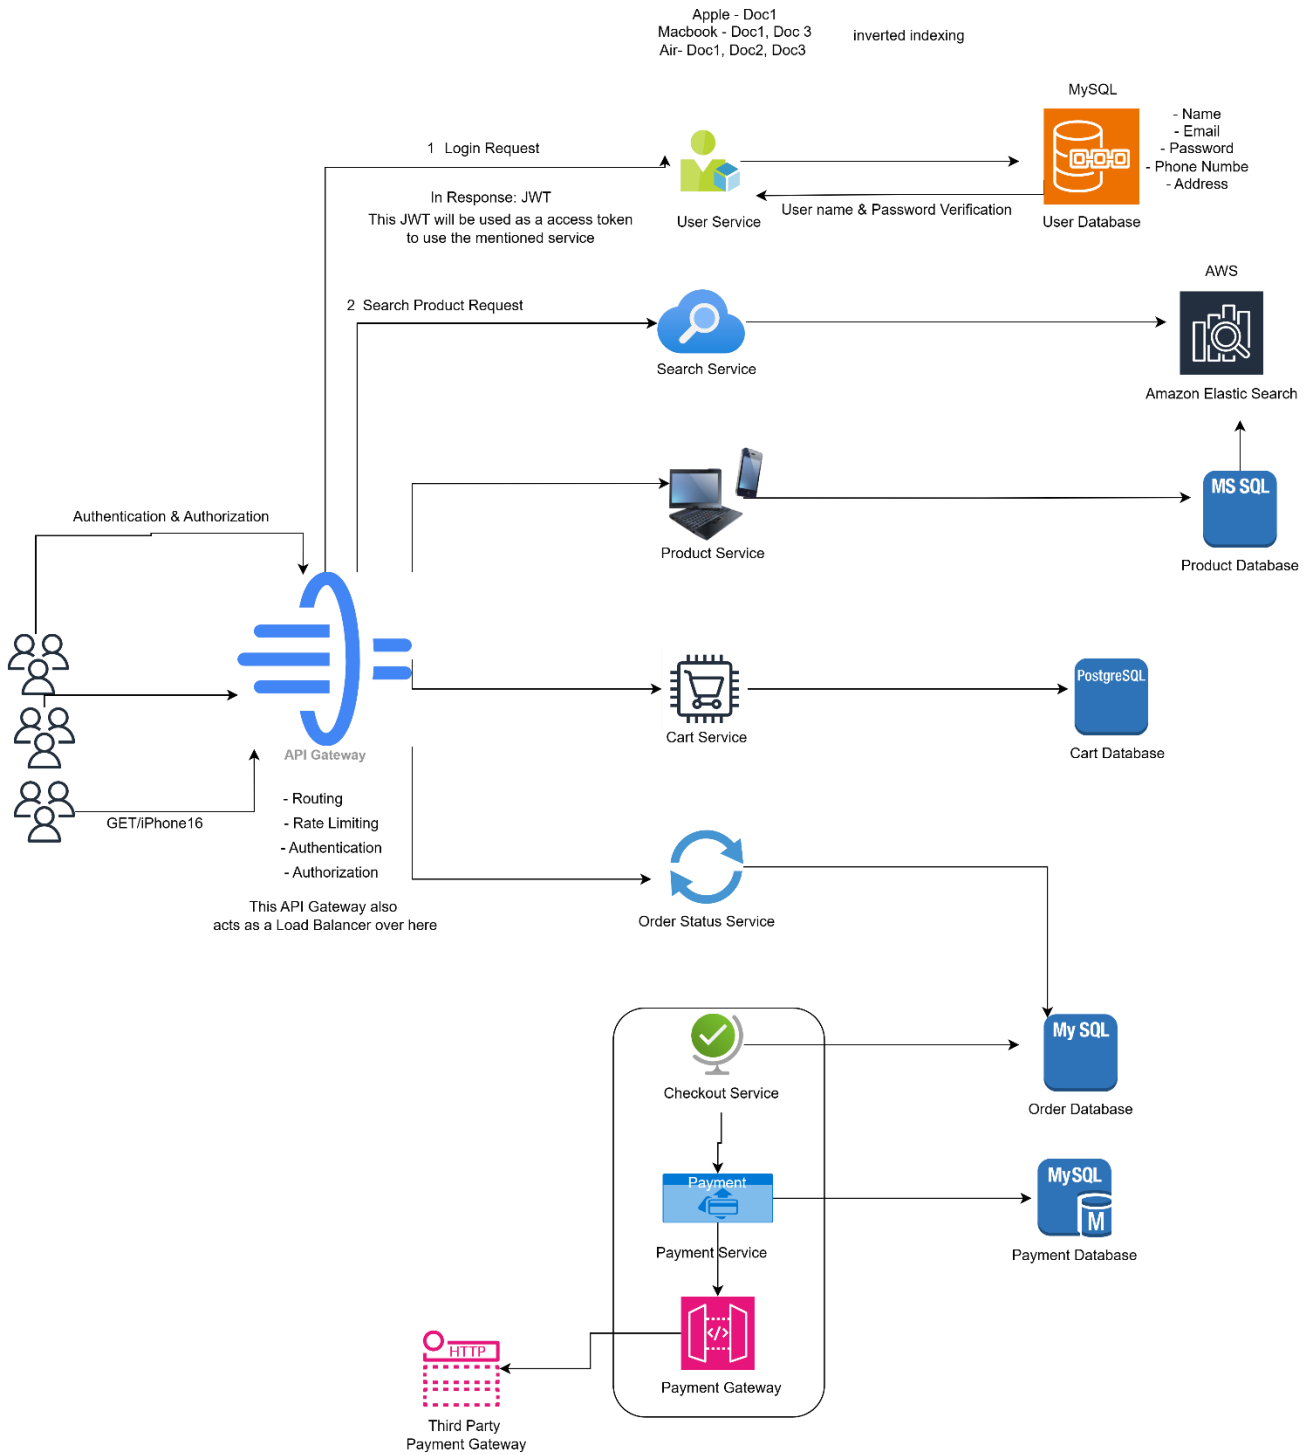 Apple - Doc1
Macbook - Doc1, Doc 3
Air- Doc1, Doc2, Doc3
inverted indexing
MySQL
- Name
- Email
- Password
- Phone Numbe
- Address
1 Login Request
In Response: JWT
This JWT will be used as a access token
to use the mentioned service
User Service
User name & Password Verification
User Database
AWS
2 Search Product Request
Search Service
Amazon Elastic Search
MS SQL
Product Service
Product Database
Authentication & Authorization
PostgreSQL
Cart Service
Cart Database
API Gateway
GET/iPhone16
- Routing
- Rate Limiting
- Authentication
- Authorization
This API Gateway also
acts as a Load Balancer over here
Order Status Service
My SQL
Checkout Service
Order Database
Payment
MySQL
M
Payment Service
Payment Database
</>
HTTP
Payment Gateway
Third Party
Payment Gateway